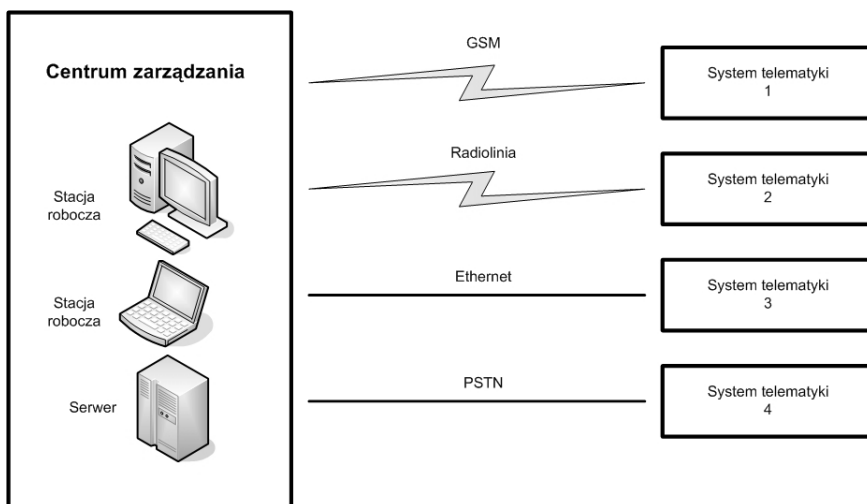 Centrum zarządzania
Stacja
robocza
Stacja
robocza
Serwer
GSM
System telematyki
1
Radiolinia
System telematyki
2
Ethernet
System telematyki
3
PSTN
System telematyki
4